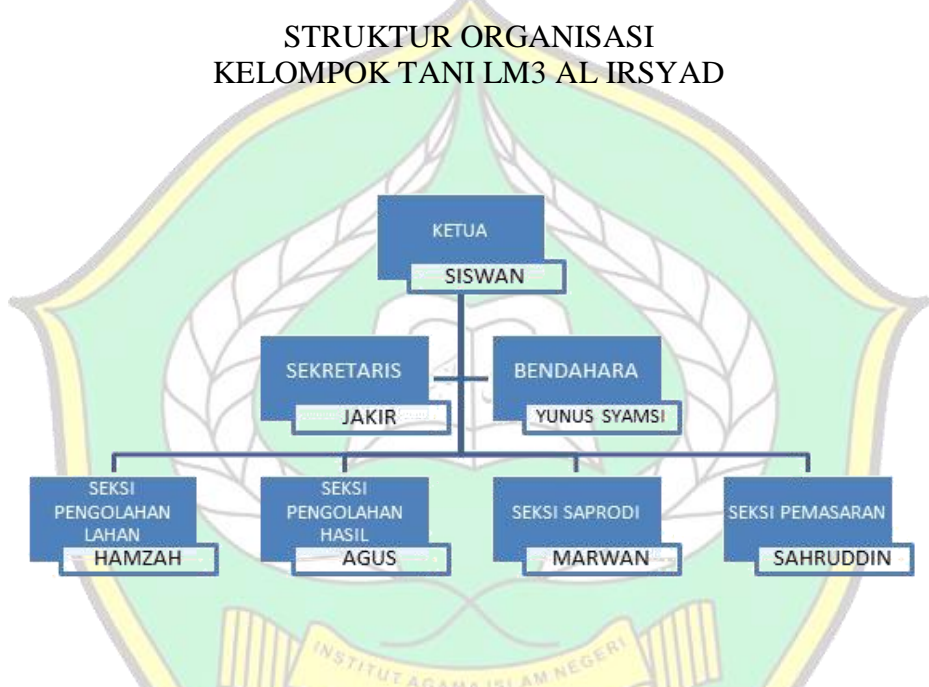 STRUKTUR ORGANISASI
KELOMPOK TANI LM3 AL IRSYAD
KETUA
SISWAN
SEKRETARIS
JAKIR
BENDAHARA
YUNUS SYAMSI
SEKSI
PENGOLAHAN
LAHAN
HAMZAH
SEKSI
PENGOLAHAN
HASIL
AGUS
SEKSI SAPRODI
MARWAN
SEKSI PEMASARAN
SAHRUDDIN
INSTITUT AGAMA ISLAM NEGERI